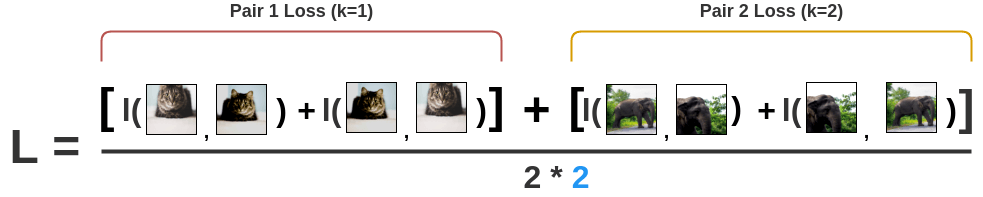 Pair 1 Loss (k=1) Pair 2 Loss (k=2)
L = [ l( , ) + l( , ) ] + [ l( , ) + l( , ) ]
2 * 2